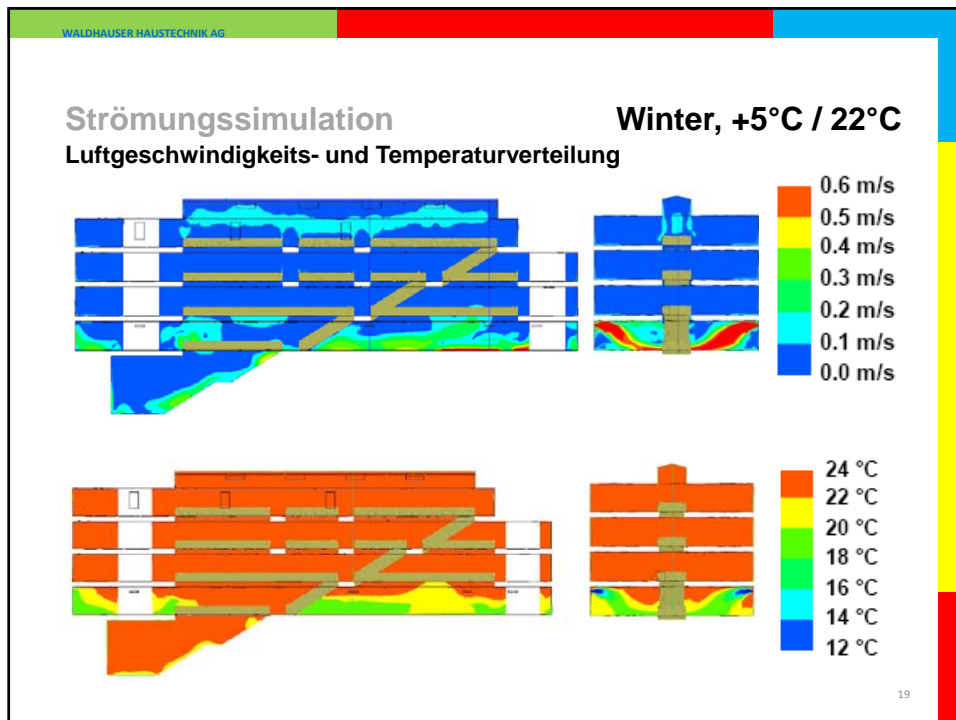 WALDHAUSER HAUSTECHNIK AG
Strömungssimulation
Winter, +5°C / 22°C
Luftgeschwindigkeits- und Temperaturverteilung
0.6 m/s
0.5 m/s
0.4 m/s
0.3 m/s
0.2 m/s
0.1 m/s
0.0 m/s
24 °C
22 °C
20 °C
18 °C
16 °C
14 °C
12 °C
19